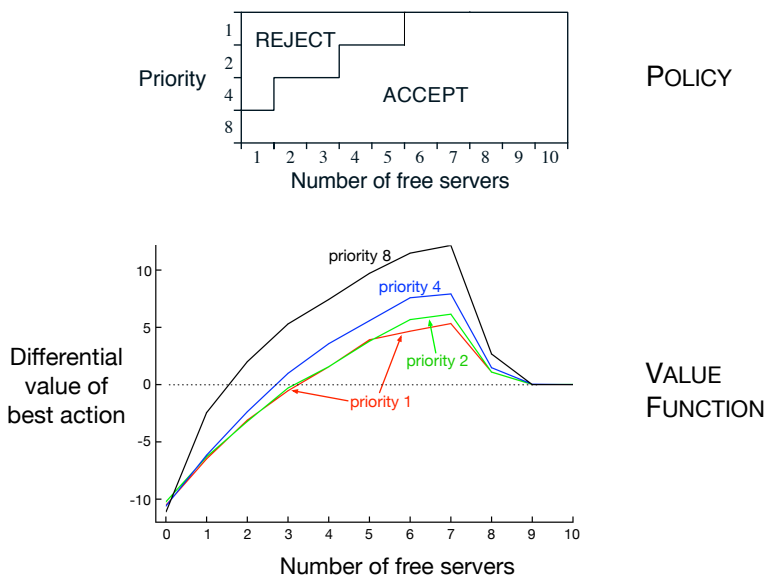 1
REJECT
2
Priority
4
ACCEPT
8
POLICY
1 2 3 4 5 6 7 8 9 10
Number of free servers
priority 8
10
priority 4
5
priority 2
priority 1
Differential
value of
best action
0
-5
-10
VALUE
FUNCTION
0 1 2 3 4 5 6 7 8 9 10
Number of free servers